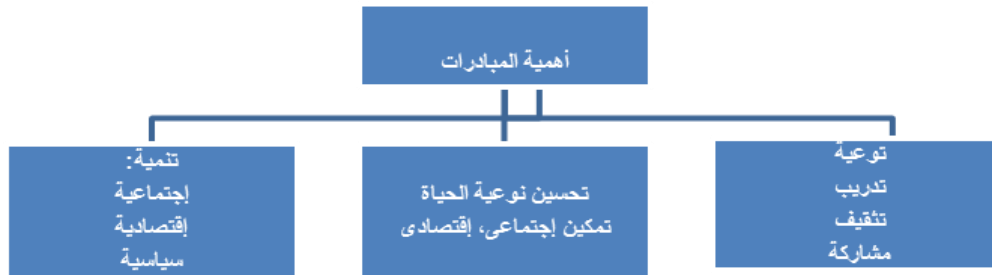 أهمية المبادرات
توعية
تدريب
تثقيف
مشاركة
تحسين نوعية الحياة
تمكين إجتماعى، إقتصادى
تنمية:
إجتماعية
إقتصادية
سياسية